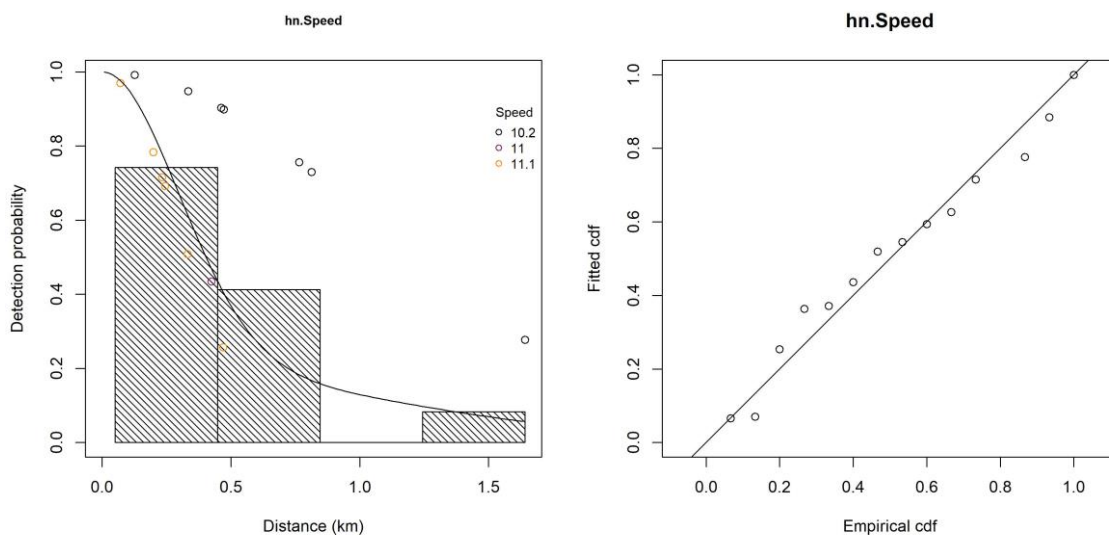 hn.Speed
1.0
0.8
0.6
0.4
0.2
0.0
Detection probability
Speed
10.2
11
11.1
0.0 0.5 1.0 1.5
Distance (km)
hn.Speed
1.0
0.8
0.6
0.4
0.2
0.0
Fitted cdf
0.0 0.2 0.4 0.6 0.8 1.0
Empirical cdf